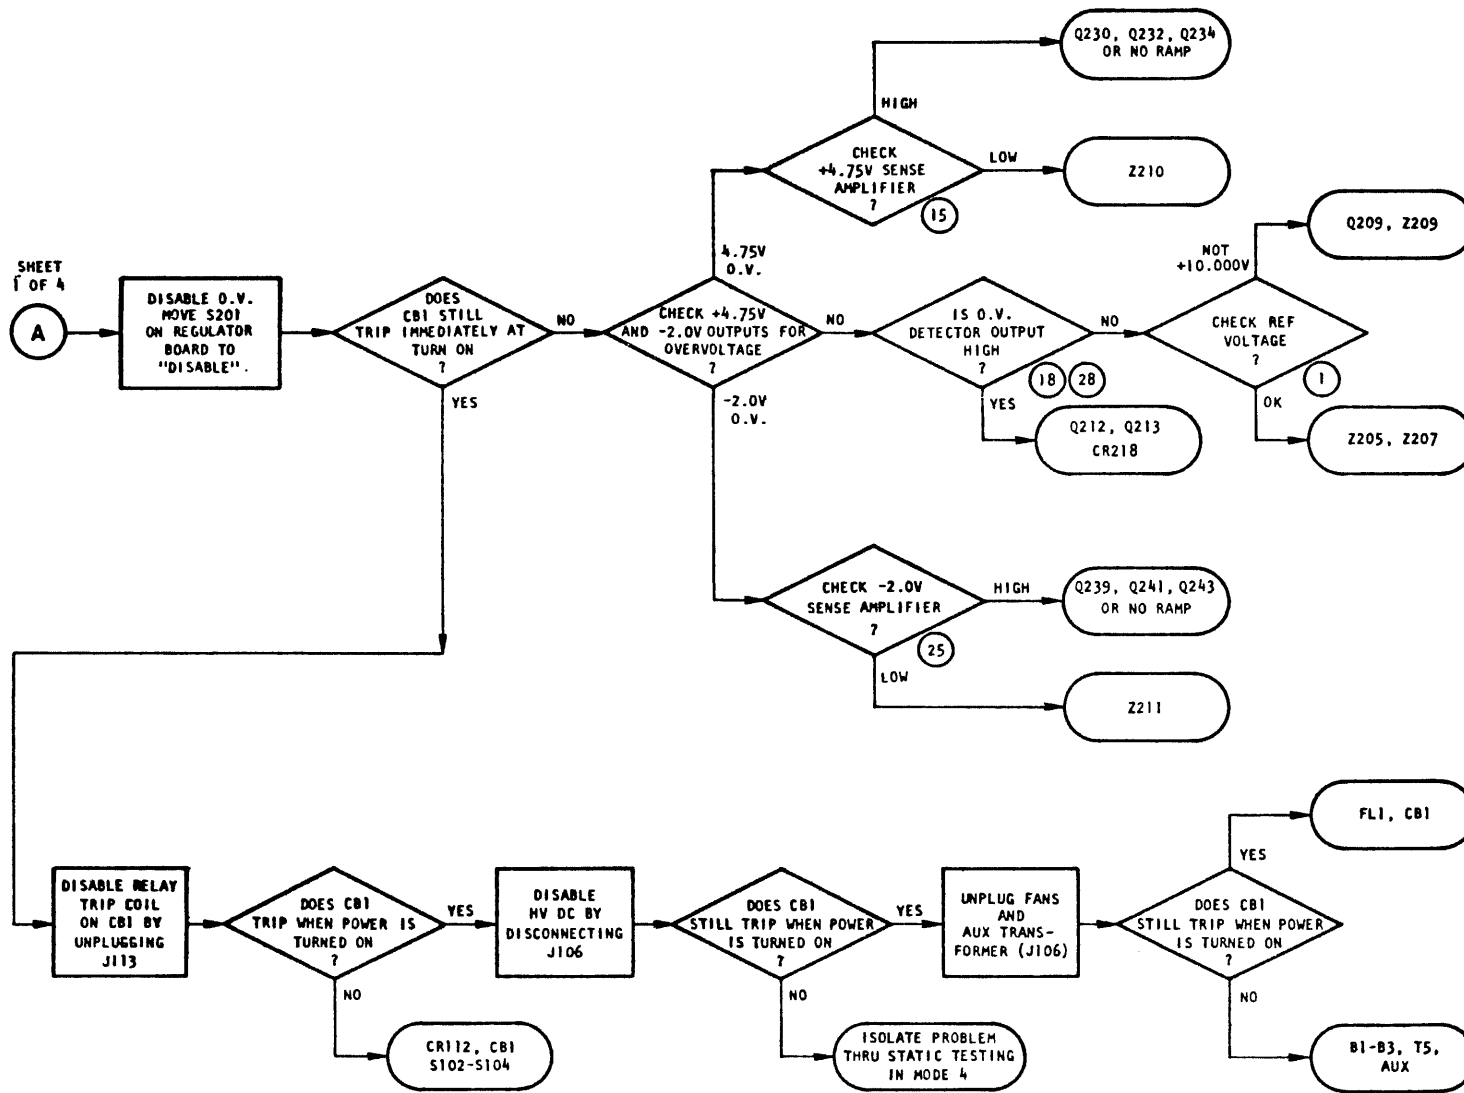 Q230, Q232, Q234
OR NO RAMP
HIGH
CHECK
+4.75V SENSE
AMPLIFIER
?
15
LOW
Z210
4.75V
O.V.
SHEET
1 OF 4
A
DISABLE O.V.
MOVE S201
ON REGULATOR
BOARD TO
"DISABLE".
DOES
CB1 STILL
TRIP IMMEDIATELY AT
TURN ON
?
NO
YES
CHECK +4.75V
AND -2.0V OUTPUTS FOR
OVERVOLTAGE
?
NO
-2.0V
O.V.
IS O.V.
DETECTOR OUTPUT
HIGH
?
18
28
NO
YES
Q212, Q213
CR218
CHECK REF
VOLTAGE
?
1
NOT
+10.000V
Q209, Z209
OK
Z205, Z207
CHECK -2.0V
SENSE AMPLIFIER
?
25
HIGH
Q239, Q241, Q243
OR NO RAMP
LOW
Z211
DISABLE RELAY
TRIP COIL
ON CB1 BY
UNPLUGGING
J113
DOES CB1
TRIP WHEN POWER IS
TURNED ON
?
YES
NO
CR112, CB1
S102-S104
DISABLE
HV DC BY
DISCONNECTING
J106
DOES CB1
STILL TRIP WHEN POWER
IS TURNED ON
?
YES
NO
ISOLATE PROBLEM
THRU STATIC TESTING
IN MODE 4
UNPLUG FANS
AND
AUX TRANS-
FORMER (J106)
DOES CB1
STILL TRIP WHEN POWER
IS TURNED ON
?
YES
FL1, CB1
NO
B1-B3, T5,
AUX